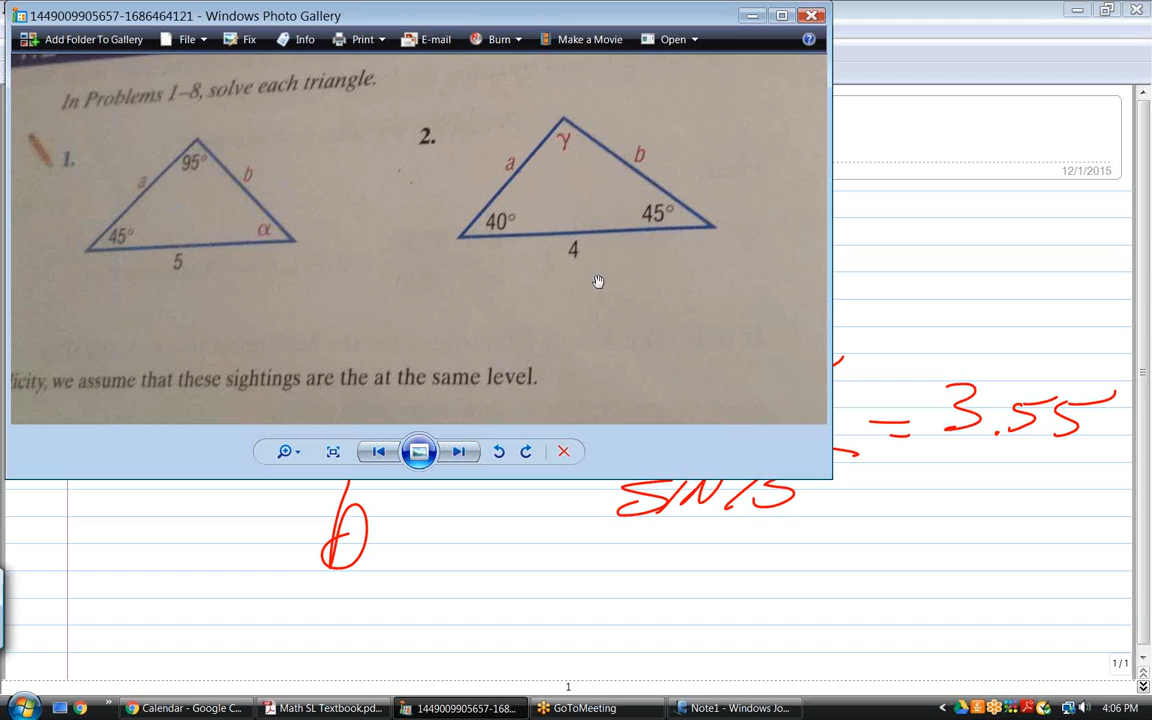 1449009905657-1686464121 - Windows Photo Gallery
Add Folder To Gallery File Fix Info Print E-mail Burn Make a Movie Open
In Problems 1–8, solve each triangle.
1.
95°
a
b
45°
α
5
2.
γ
a
b
40°
45°
4
licity, we assume that these sightings are the at the same level.
12/1/2015
= 3.55
sin 75
b
1 / 1
1
Calendar - Google C...
Math SL Textbook.pd...
1449009905657-168...
GoToMeeting
Note1 - Windows Jo...
4:06 PM